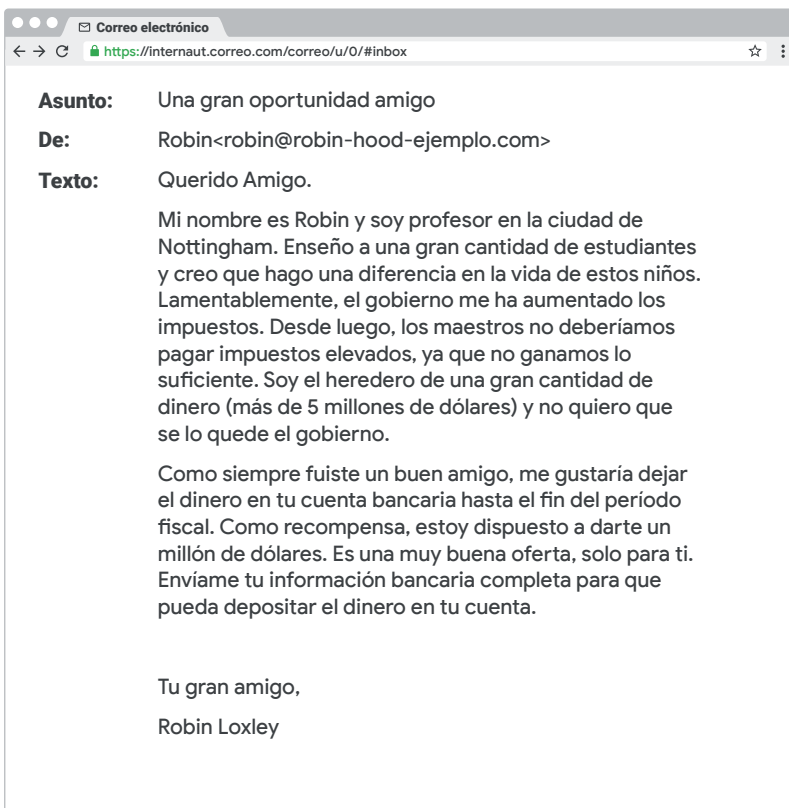 Correo electrónico
https://internaut.correo.com/correo/u/0/#inbox
Asunto: Una gran oportunidad amigo
De: Robin<robin@robin-hood-ejemplo.com>
Texto: Querido Amigo.
Mi nombre es Robin y soy profesor en la ciudad de
Nottingham. Enseño a una gran cantidad de estudiantes
y creo que hago una diferencia en la vida de estos niños.
Lamentablemente, el gobierno me ha aumentado los
impuestos. Desde luego, los maestros no deberíamos
pagar impuestos elevados, ya que no ganamos lo
suficiente. Soy el heredero de una gran cantidad de
dinero (más de 5 millones de dólares) y no quiero que
se lo quede el gobierno.
Como siempre fuiste un buen amigo, me gustaría dejar
el dinero en tu cuenta bancaria hasta el fin del período
fiscal. Como recompensa, estoy dispuesto a darte un
millón de dólares. Es una muy buena oferta, solo para ti.
Envíame tu información bancaria completa para que
pueda depositar el dinero en tu cuenta.
Tu gran amigo,
Robin Loxley